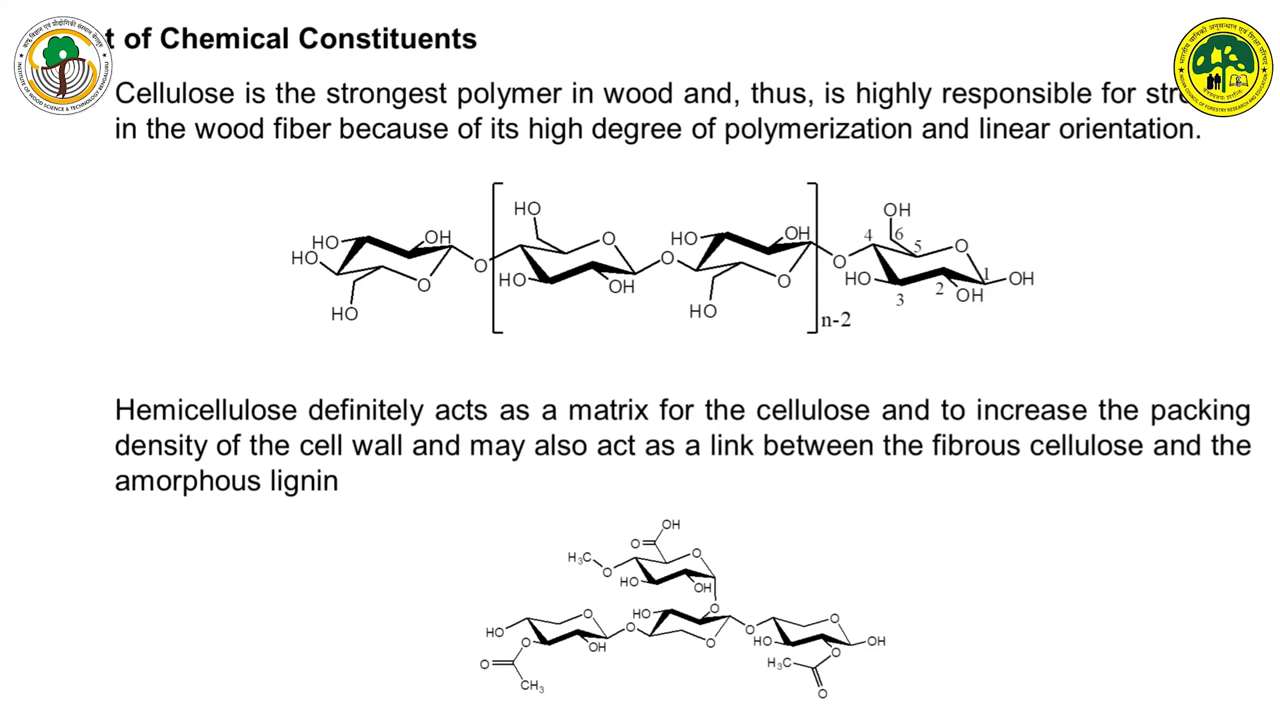 t of Chemical Constituents
Cellulose is the strongest polymer in wood and, thus, is highly responsible for
in the wood fiber because of its high degree of polymerization and linear orientation.
HO
OH
HO OH HO O HO OH 4 6 5 O
HO O O O 1 OH
O HO OH O HO 3 2 OH
HO HO
n-2
Hemicellulose definitely acts as a matrix for the cellulose and to increase the packing
density of the cell wall and may also act as a link between the fibrous cellulose and the
amorphous lignin
OH
O
H₃C O
O HO OH
HO O O O
HO O O OH
O OH O HO O
O H₃C
CH₃ O